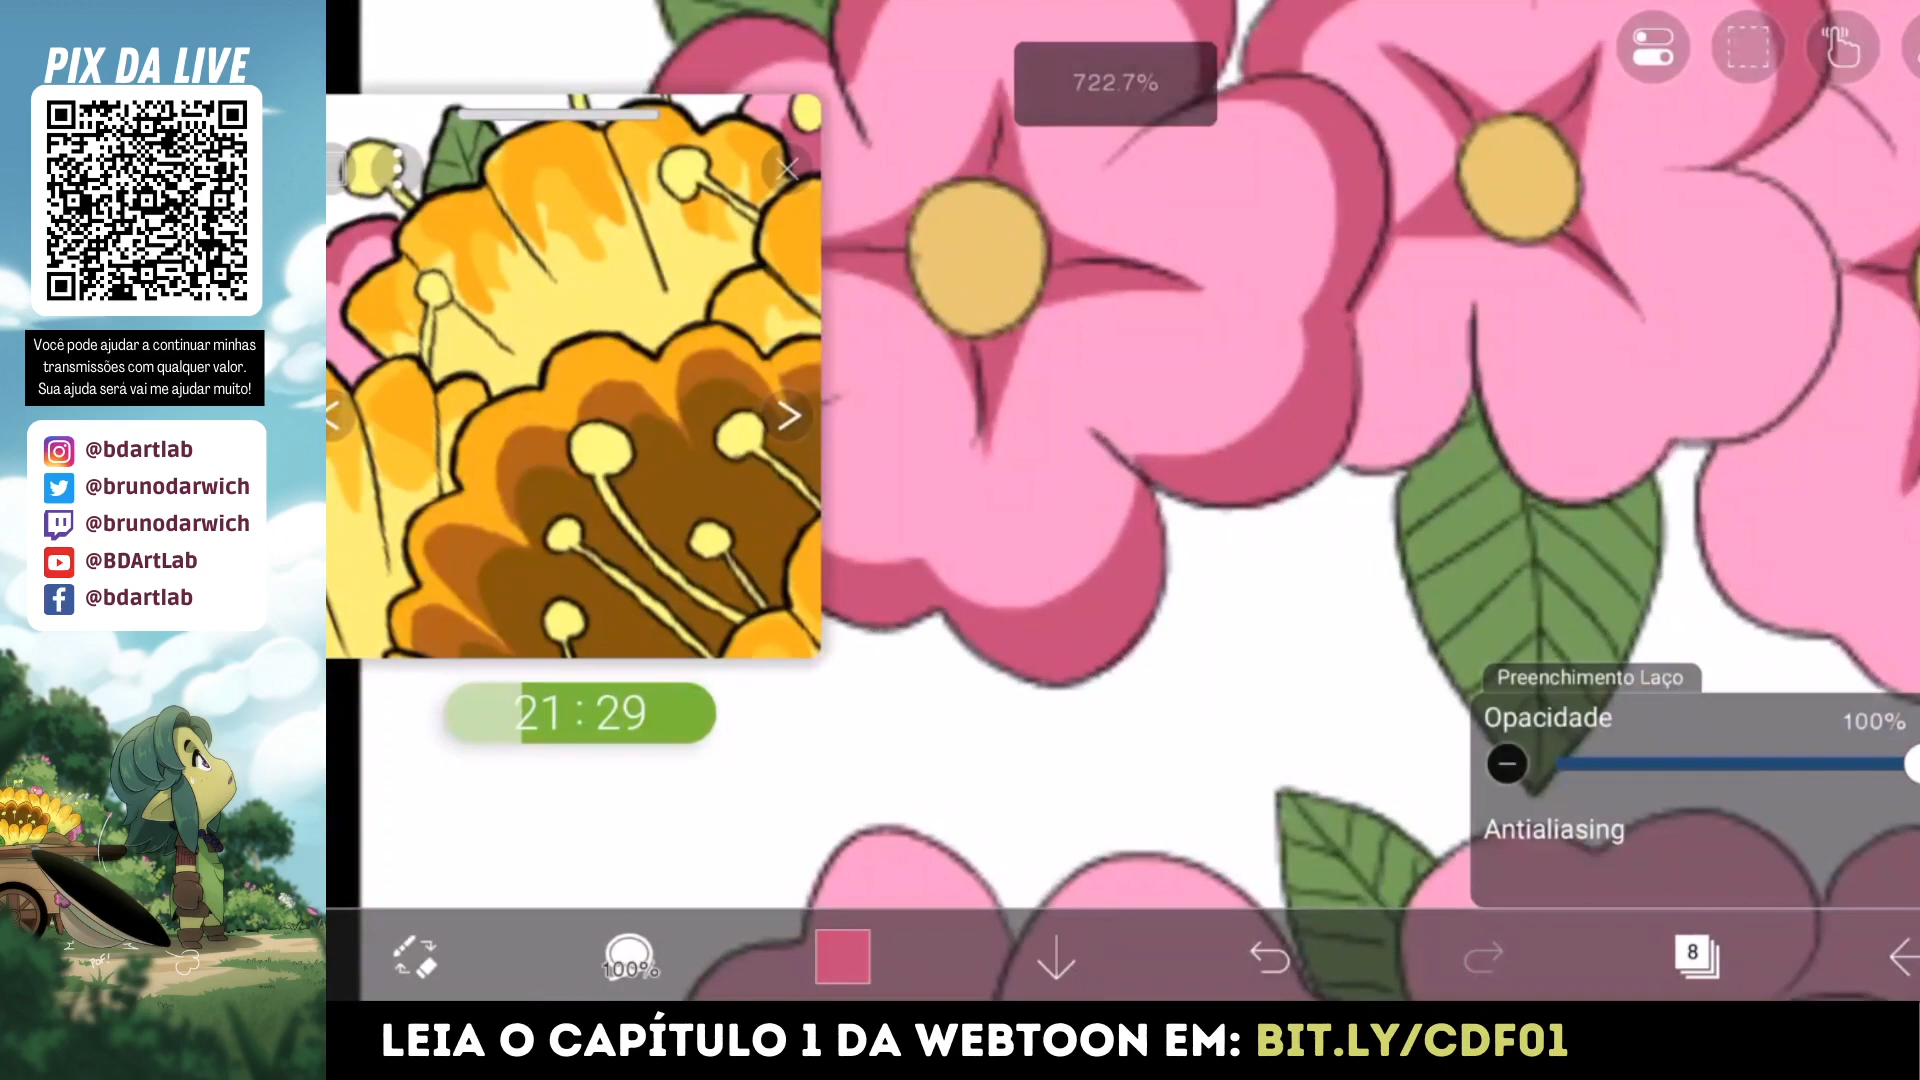 PIX DA LIVE
Você pode ajudar a continuar minhas
transmissões com qualquer valor.
Sua ajuda será vai me ajudar muito!
@bdartlab
@brunodarwich
@brunodarwich
@BDArtLab
@bdartlab
POF!
722.7%
21:29
Preenchimento Laço
Opacidade
100%
Antialiasing
100%
8
LEIA O CAPÍTULO 1 DA WEBTOON EM: BIT.LY/CDF01